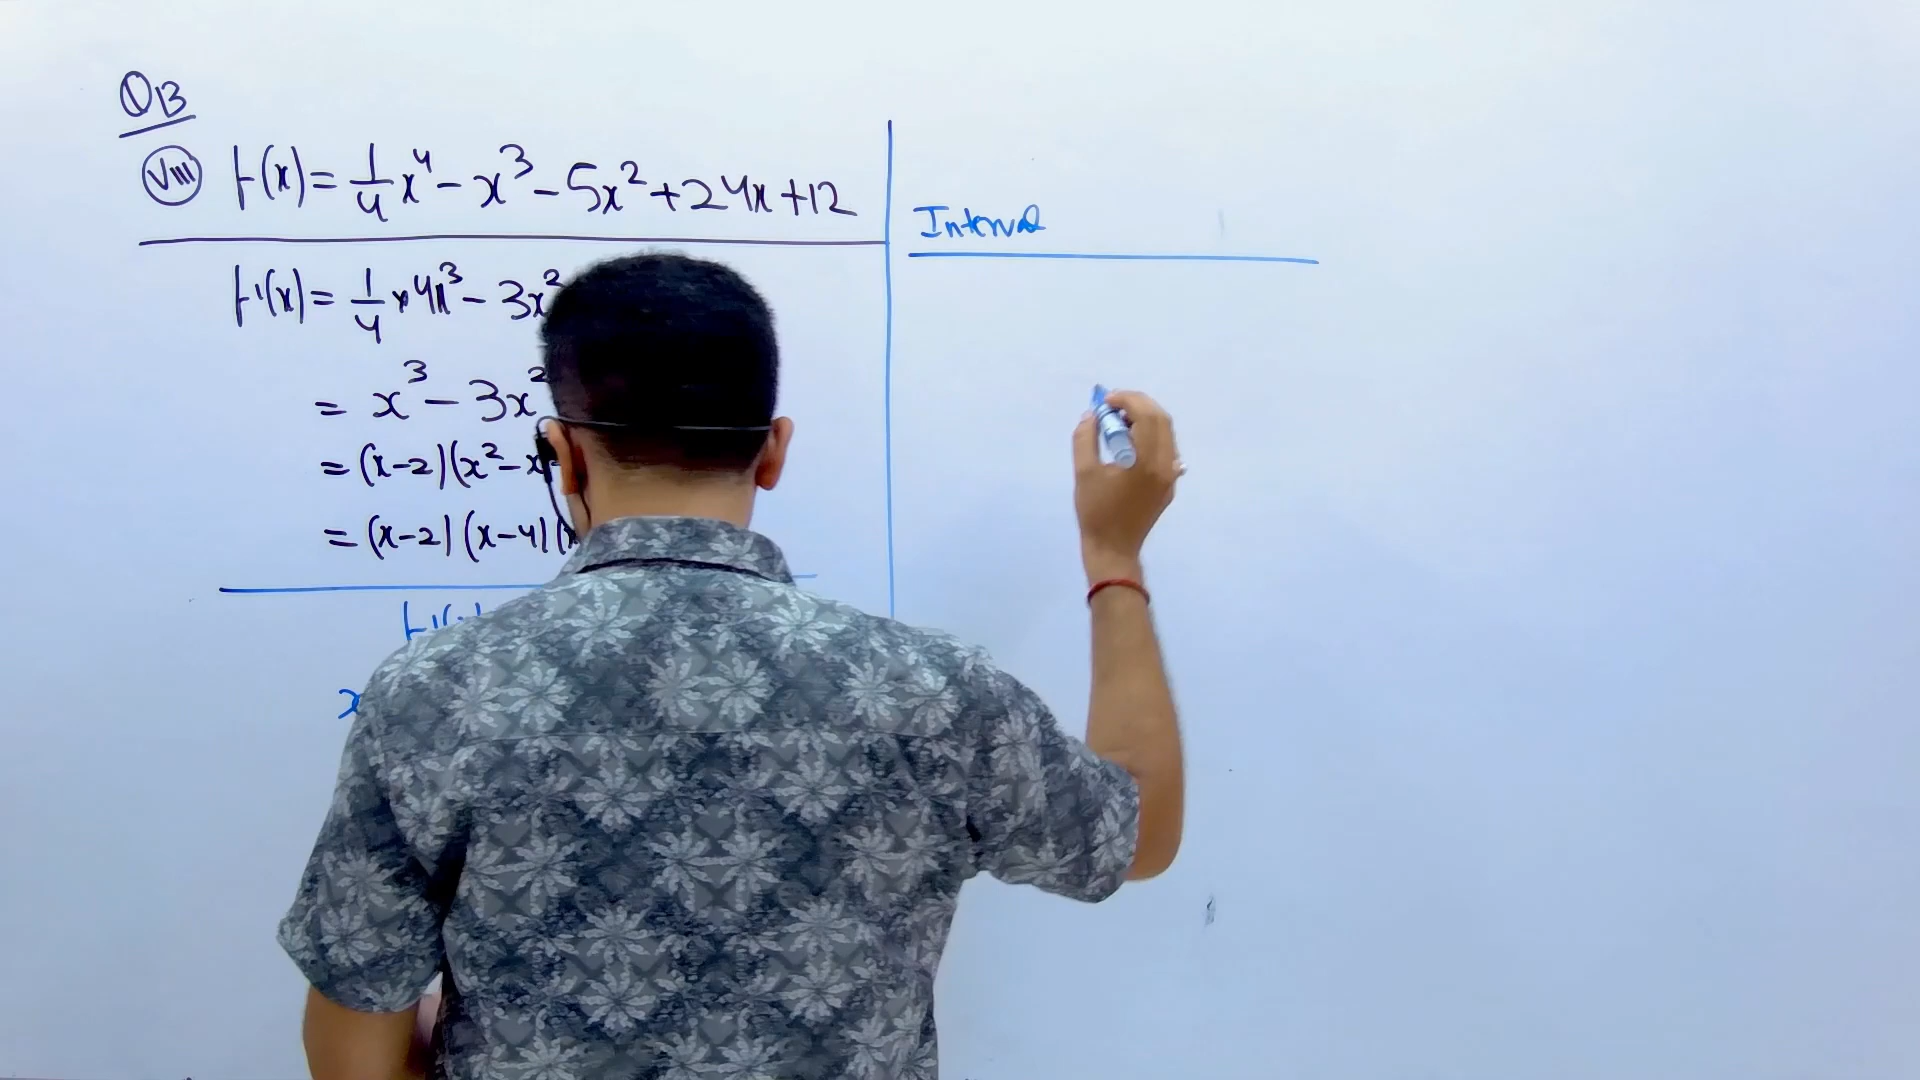 Q13
(viii) f(x) = 1/4 x⁴ - x³ - 5x² + 24x + 12
f'(x) = 1/4 × 4x³ - 3x²
= x³ - 3x²
= (x-2)(x² - x
= (x-2)(x-4)(x
f'(
x
Interval